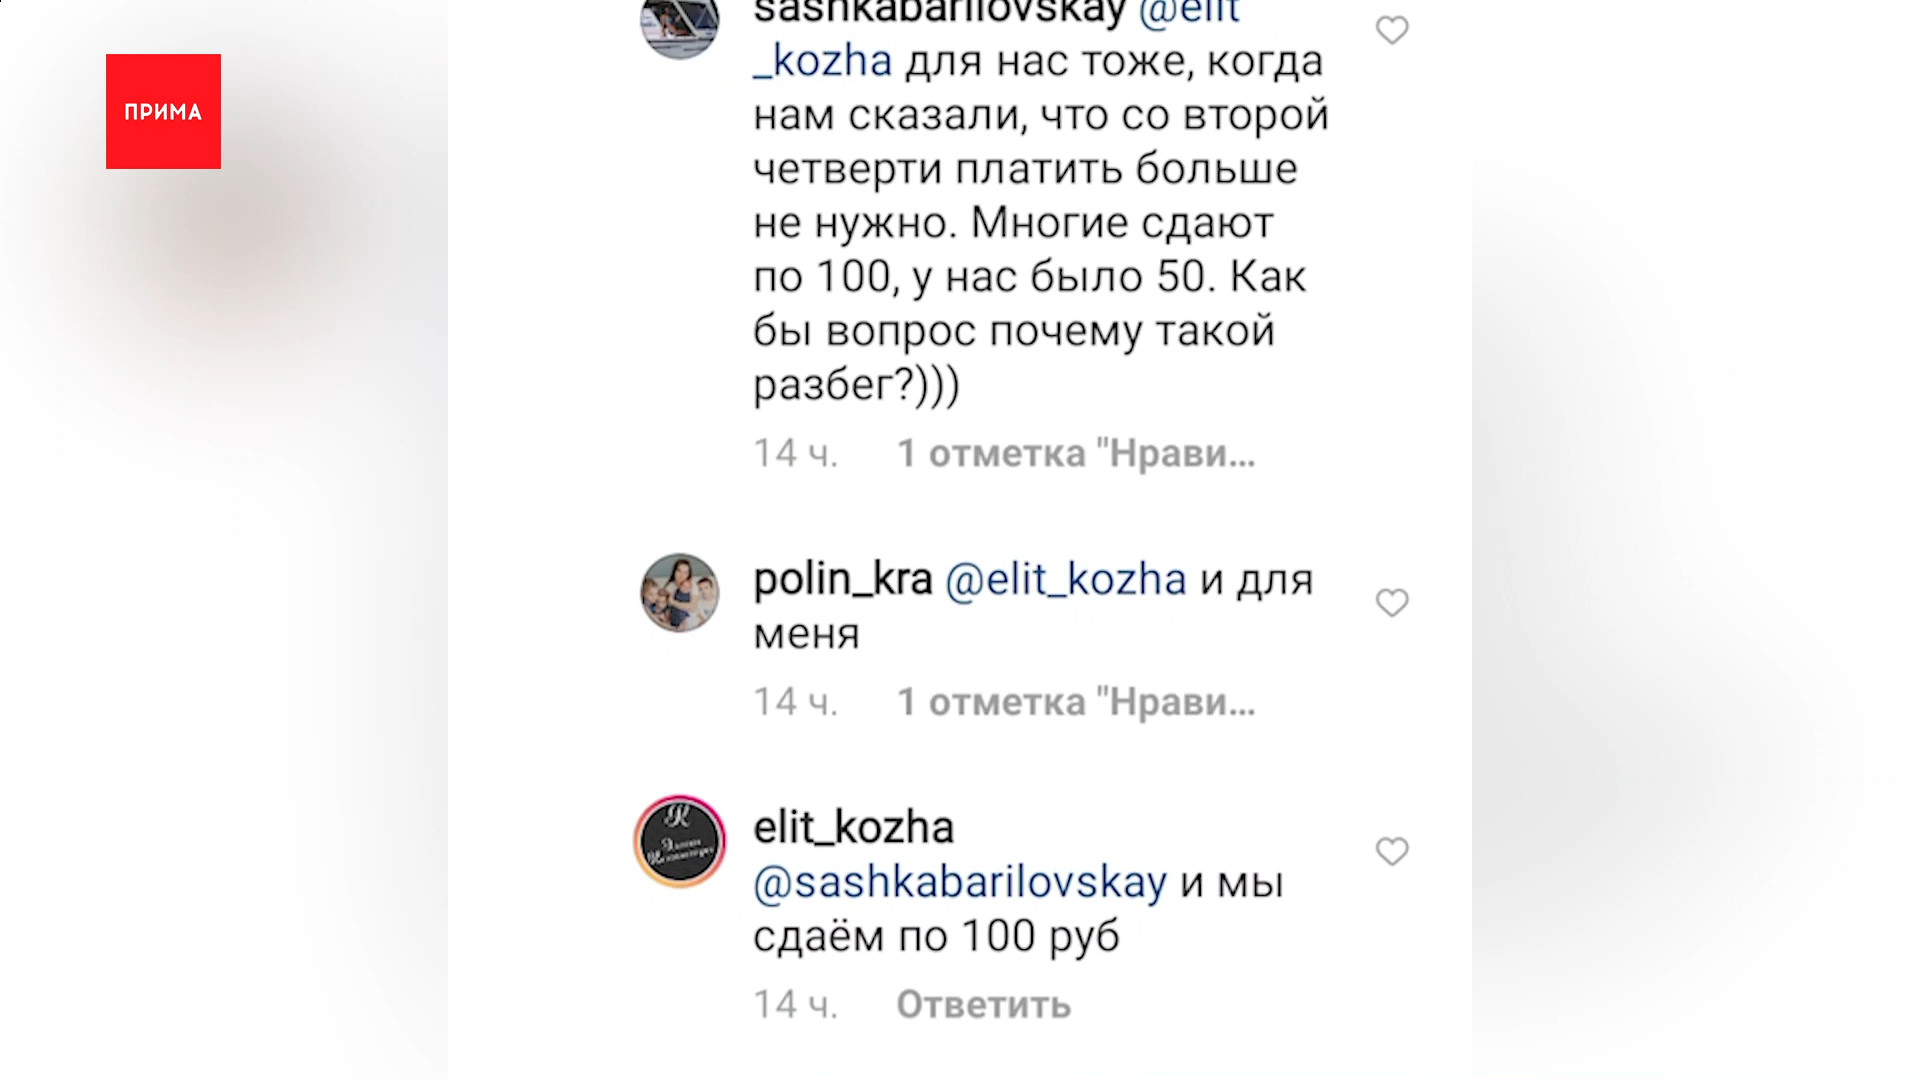 ПРИМА
sashkabarilovskay @elit
_kozha для нас тоже, когда
нам сказали, что со второй
четверти платить больше
не нужно. Многие сдают
по 100, у нас было 50. Как
бы вопрос почему такой
разбег?)))
14 ч. 1 отметка "Нрави...
polin_kra @elit_kozha и для
меня
14 ч. 1 отметка "Нрави...
elit_kozha
@sashkabarilovskay и мы
сдаём по 100 руб
14 ч. Ответить